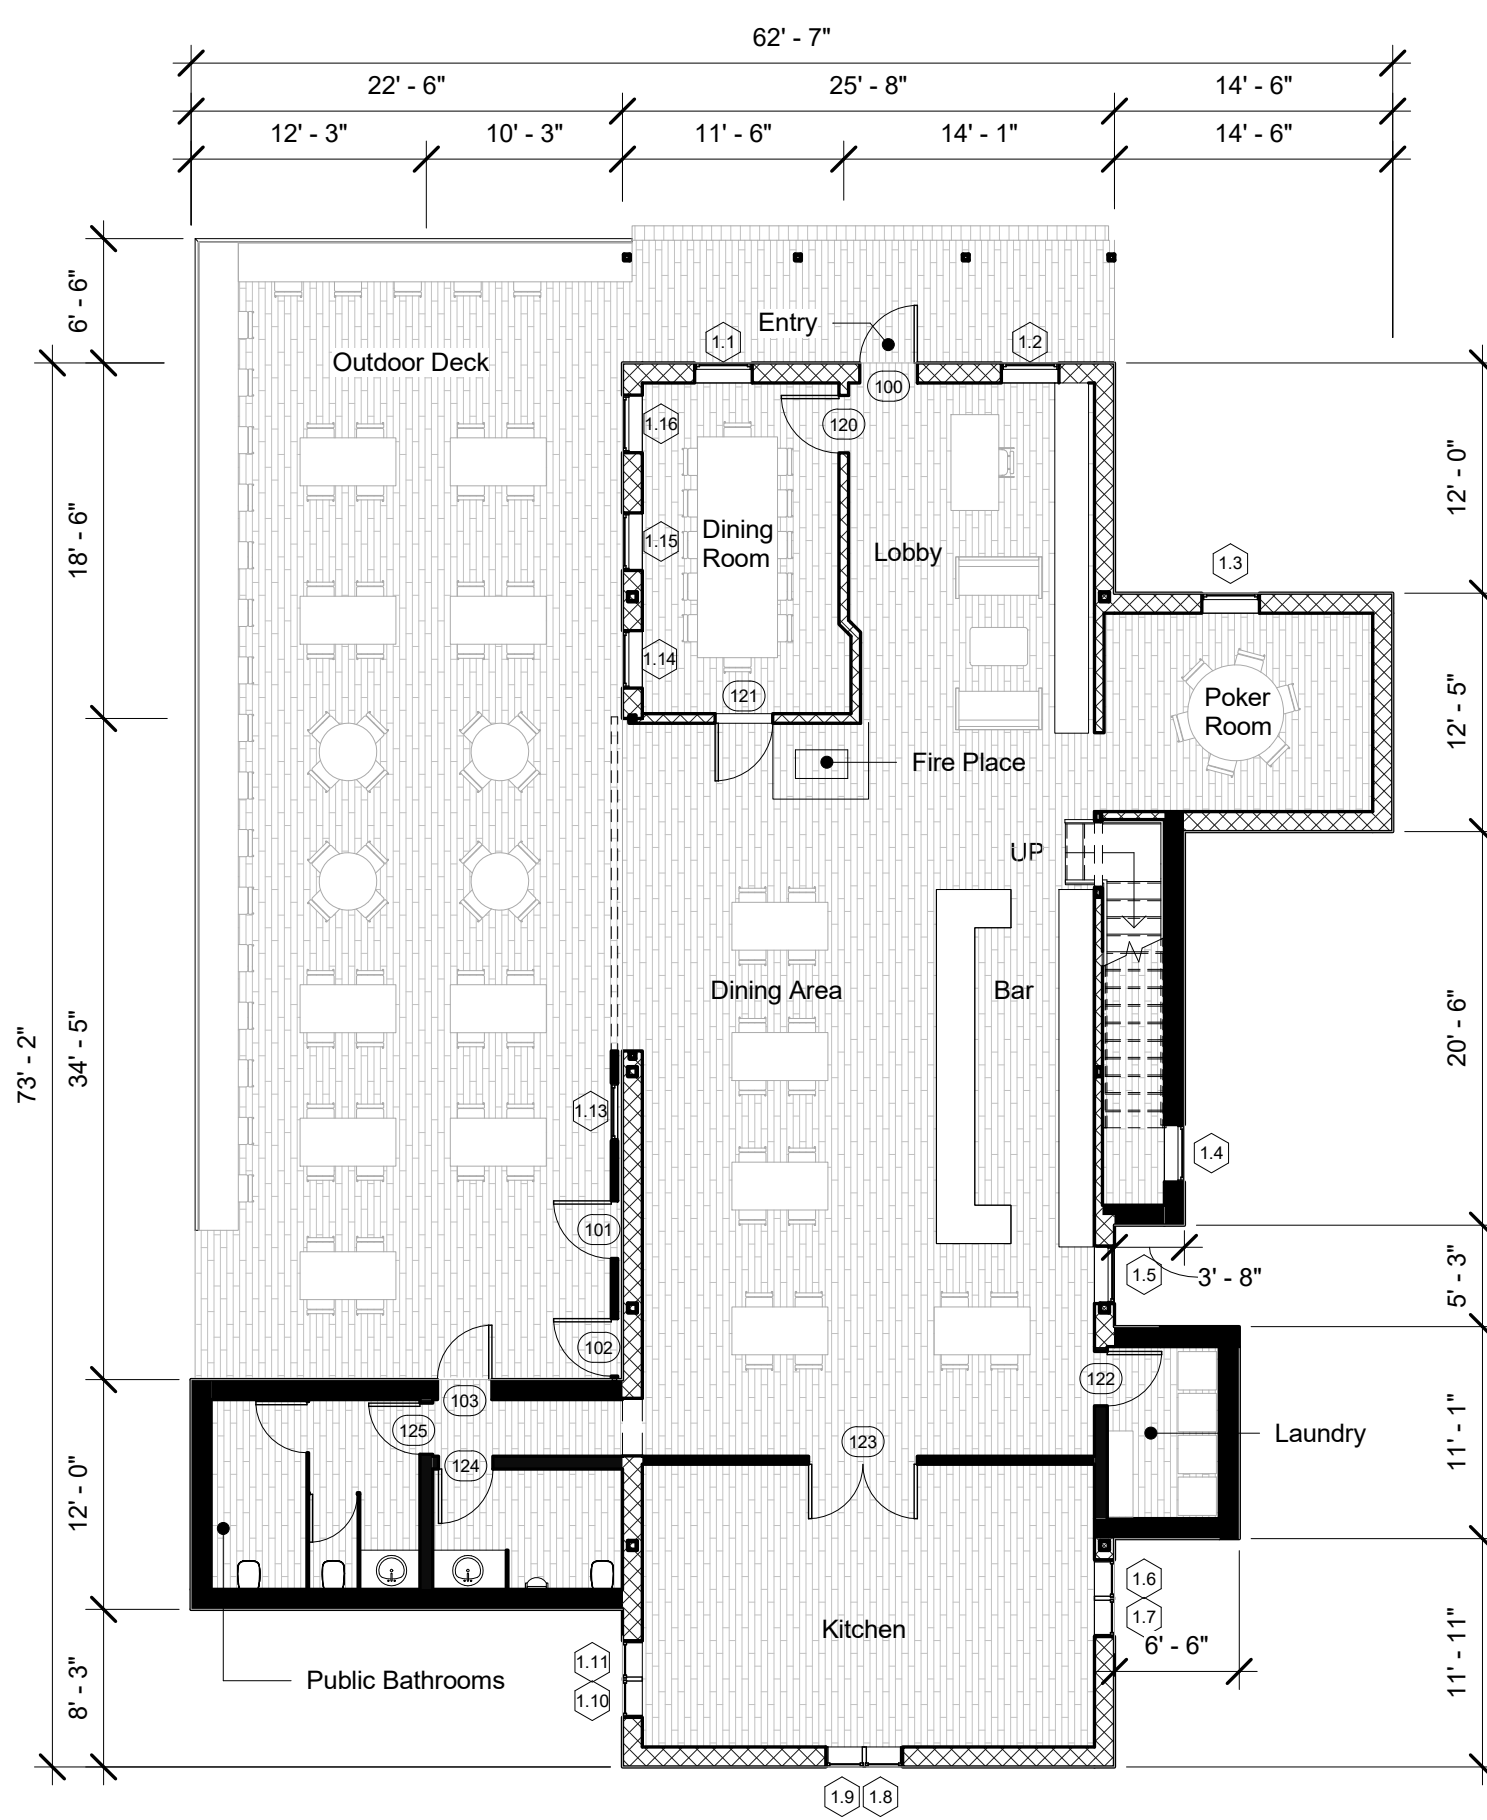 62' - 7"
22' - 6"
25' - 8"
14' - 6"
12' - 3"
10' - 3"
11' - 6"
14' - 1"
14' - 6"
6' - 6"
Entry
1.1
1.2
Outdoor Deck
100
1.16
120
12' - 0"
18' - 6"
1.15
Dining
Room
Lobby
1.3
1.14
121
Poker
Room
12' - 5"
Fire Place
UP
Dining Area
Bar
73' - 2"
34' - 5"
20' - 6"
1.13
1.4
101
1.5
3' - 8"
5' - 3"
102
122
103
125
123
Laundry
124
11' - 1"
12' - 0"
1.6
1.7
Kitchen
6' - 6"
1.11
Public Bathrooms
1.10
8' - 3"
11' - 11"
1.9
1.8